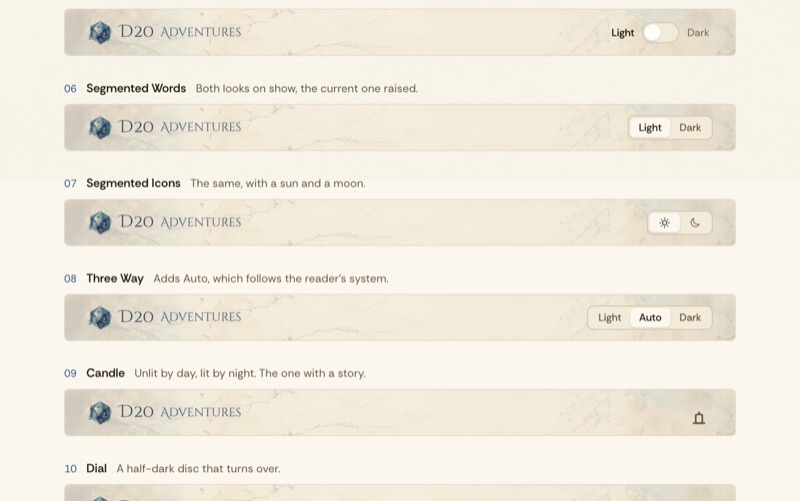 D20 ADVENTURES
Light Dark
06 Segmented Words Both looks on show, the current one raised.
D20 ADVENTURES
Light Dark
07 Segmented Icons The same, with a sun and a moon.
D20 ADVENTURES
08 Three Way Adds Auto, which follows the reader's system.
D20 ADVENTURES
Light Auto Dark
09 Candle Unlit by day, lit by night. The one with a story.
D20 ADVENTURES
10 Dial A half-dark disc that turns over.